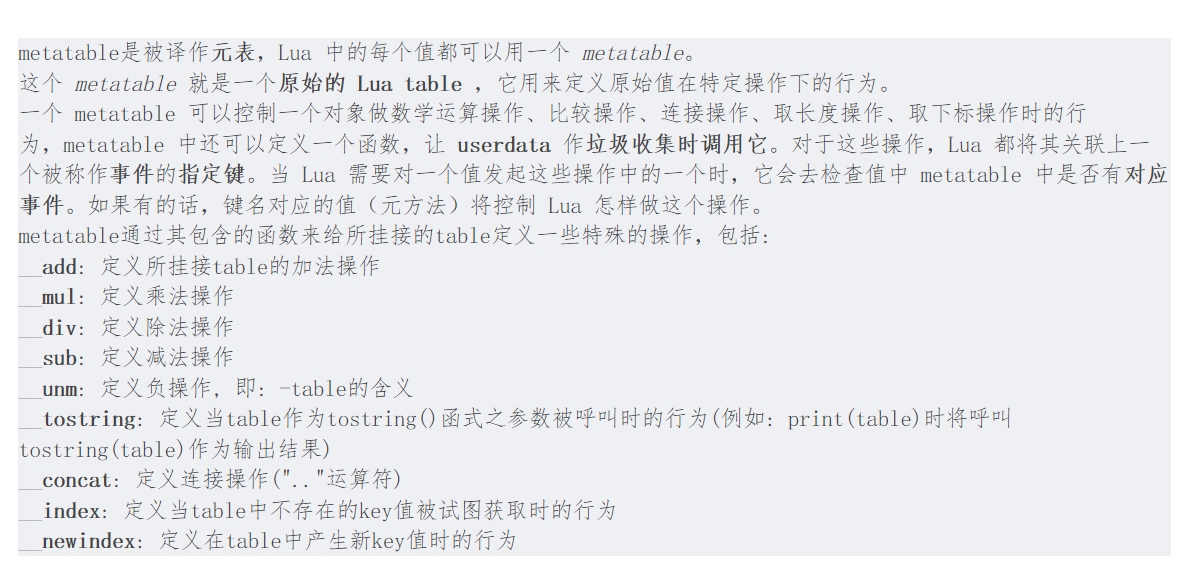 metatable是被译作元表，Lua 中的每个值都可以用一个 metatable。
这个 metatable 就是一个原始的 Lua table ，它用来定义原始值在特定操作下的行为。
一个 metatable 可以控制一个对象做数学运算操作、比较操作、连接操作、取长度操作、取下标操作时的行
为，metatable 中还可以定义一个函数，让 userdata 作垃圾收集时调用它。对于这些操作，Lua 都将其关联上一
个被称作事件的指定键。当 Lua 需要对一个值发起这些操作中的一个时，它会去检查值中 metatable 中是否有对应
事件。如果有的话，键名对应的值（元方法）将控制 Lua 怎样做这个操作。
metatable通过其包含的函数来给所挂接的table定义一些特殊的操作，包括:
__add: 定义所挂接table的加法操作
__mul: 定义乘法操作
__div: 定义除法操作
__sub: 定义减法操作
__unm: 定义负操作，即: -table的含义
__tostring: 定义当table作为tostring()函式之参数被呼叫时的行为(例如: print(table)时将呼叫
tostring(table)作为输出结果)
__concat: 定义连接操作(".."运算符)
__index: 定义当table中不存在的key值被试图获取时的行为
__newindex: 定义在table中产生新key值时的行为